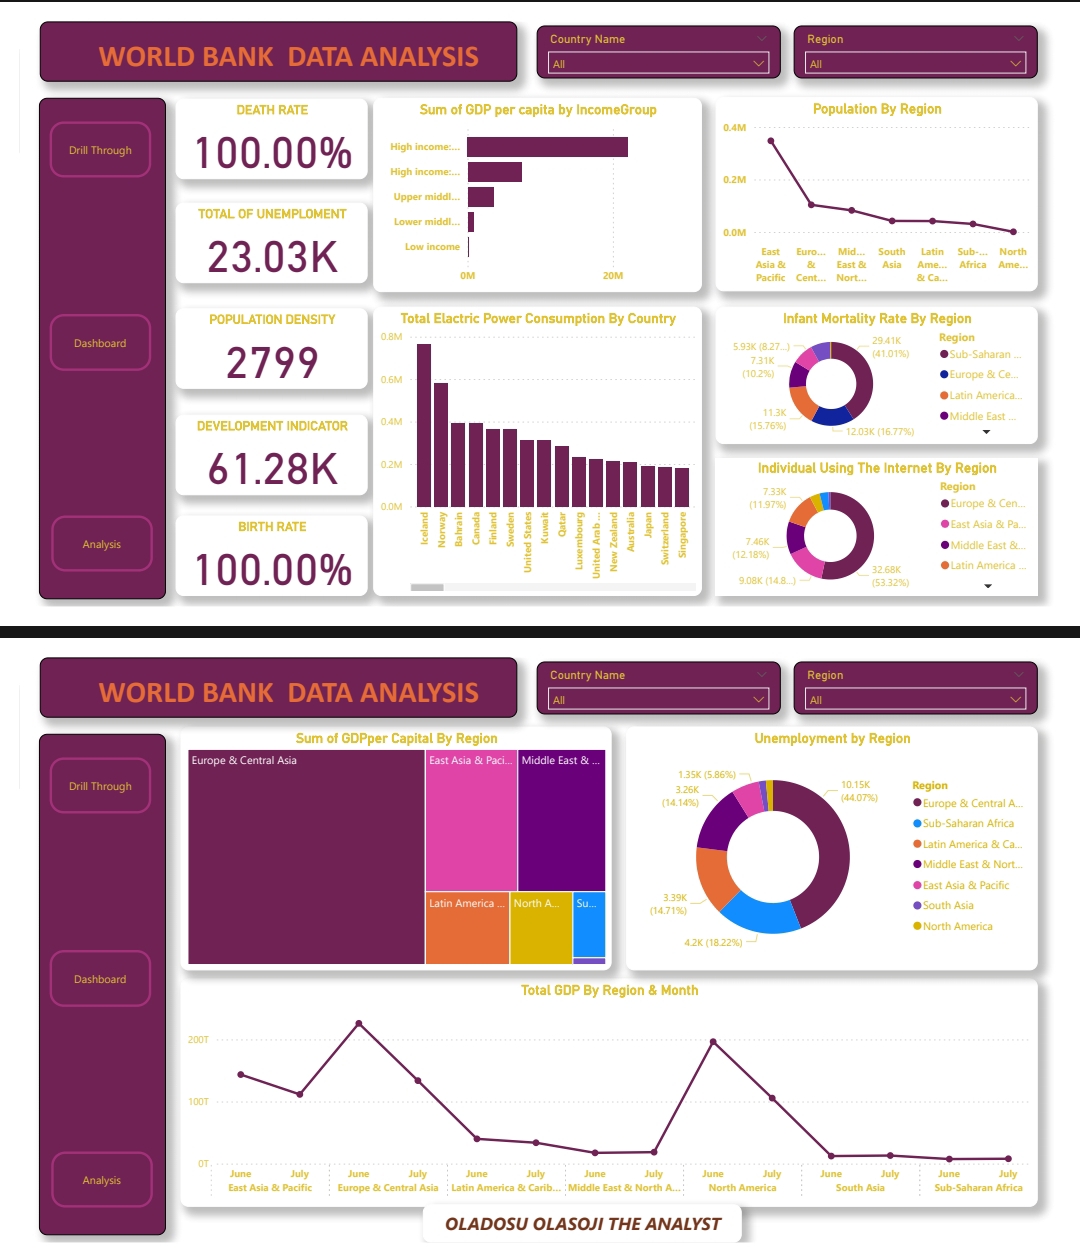 WORLD BANK  DATA ANALYSIS
Country Name
All
Region
All
Drill Through
Dashboard
Analysis
DEATH RATE
100.00%
TOTAL OF UNEMPLOMENT
23.03K
POPULATION DENSITY
2799
DEVELOPMENT INDICATOR
61.28K
BIRTH RATE
100.00%
Sum of GDP per capita by IncomeGroup
High income:...
High income:...
Upper middl...
Lower middl...
Low income
0M 20M
Population By Region
0.4M
0.2M
0.0M
East Asia & Pacific
Euro... & Cent...
Mid... East & Nort...
South Asia
Latin Ame... & Ca...
Sub-... Africa
North Ame...
Total Elactric Power Consumption By Country
0.8M
0.6M
0.4M
0.2M
0.0M
Iceland
Norway
Bahrain
Canada
Finland
Sweden
United States
Kuwait
Qatar
Luxembourg
United Arab ...
New Zealand
Australia
Japan
Switzerland
Singapore
Infant Mortality Rate By Region
5.93K (8.27...)
7.31K
(10.2%)
11.3K
(15.76%)
29.41K
(41.01%)
12.03K (16.77%)
Region
Sub-Saharan ...
Europe & Ce...
Latin America...
Middle East ...
Individual Using The Internet By Region
7.33K
(11.97%)
7.46K
(12.18%)
9.08K (14.8...)
32.68K
(53.32%)
Region
Europe & Cen...
East Asia & Pa...
Middle East &...
Latin America ...
WORLD BANK  DATA ANALYSIS
Country Name
All
Region
All
Drill Through
Dashboard
Analysis
Sum of GDPper Capital By Region
Europe & Central Asia
East Asia & Paci...
Middle East & ...
Latin America ...
North A...
Su...
Unemployment by Region
1.35K (5.86%)
3.26K
(14.14%)
3.39K
(14.71%)
4.2K (18.22%)
10.15K
(44.07%)
Region
Europe & Central A...
Sub-Saharan Africa
Latin America & Ca...
Middle East & Nort...
East Asia & Pacific
South Asia
North America
Total GDP By Region & Month
200T
100T
0T
June July June July June July June July June July June July June July
East Asia & Pacific Europe & Central Asia Latin America & Carib... Middle East & North A... North America South Asia Sub-Saharan Africa
OLADOSU OLASOJI THE ANALYST